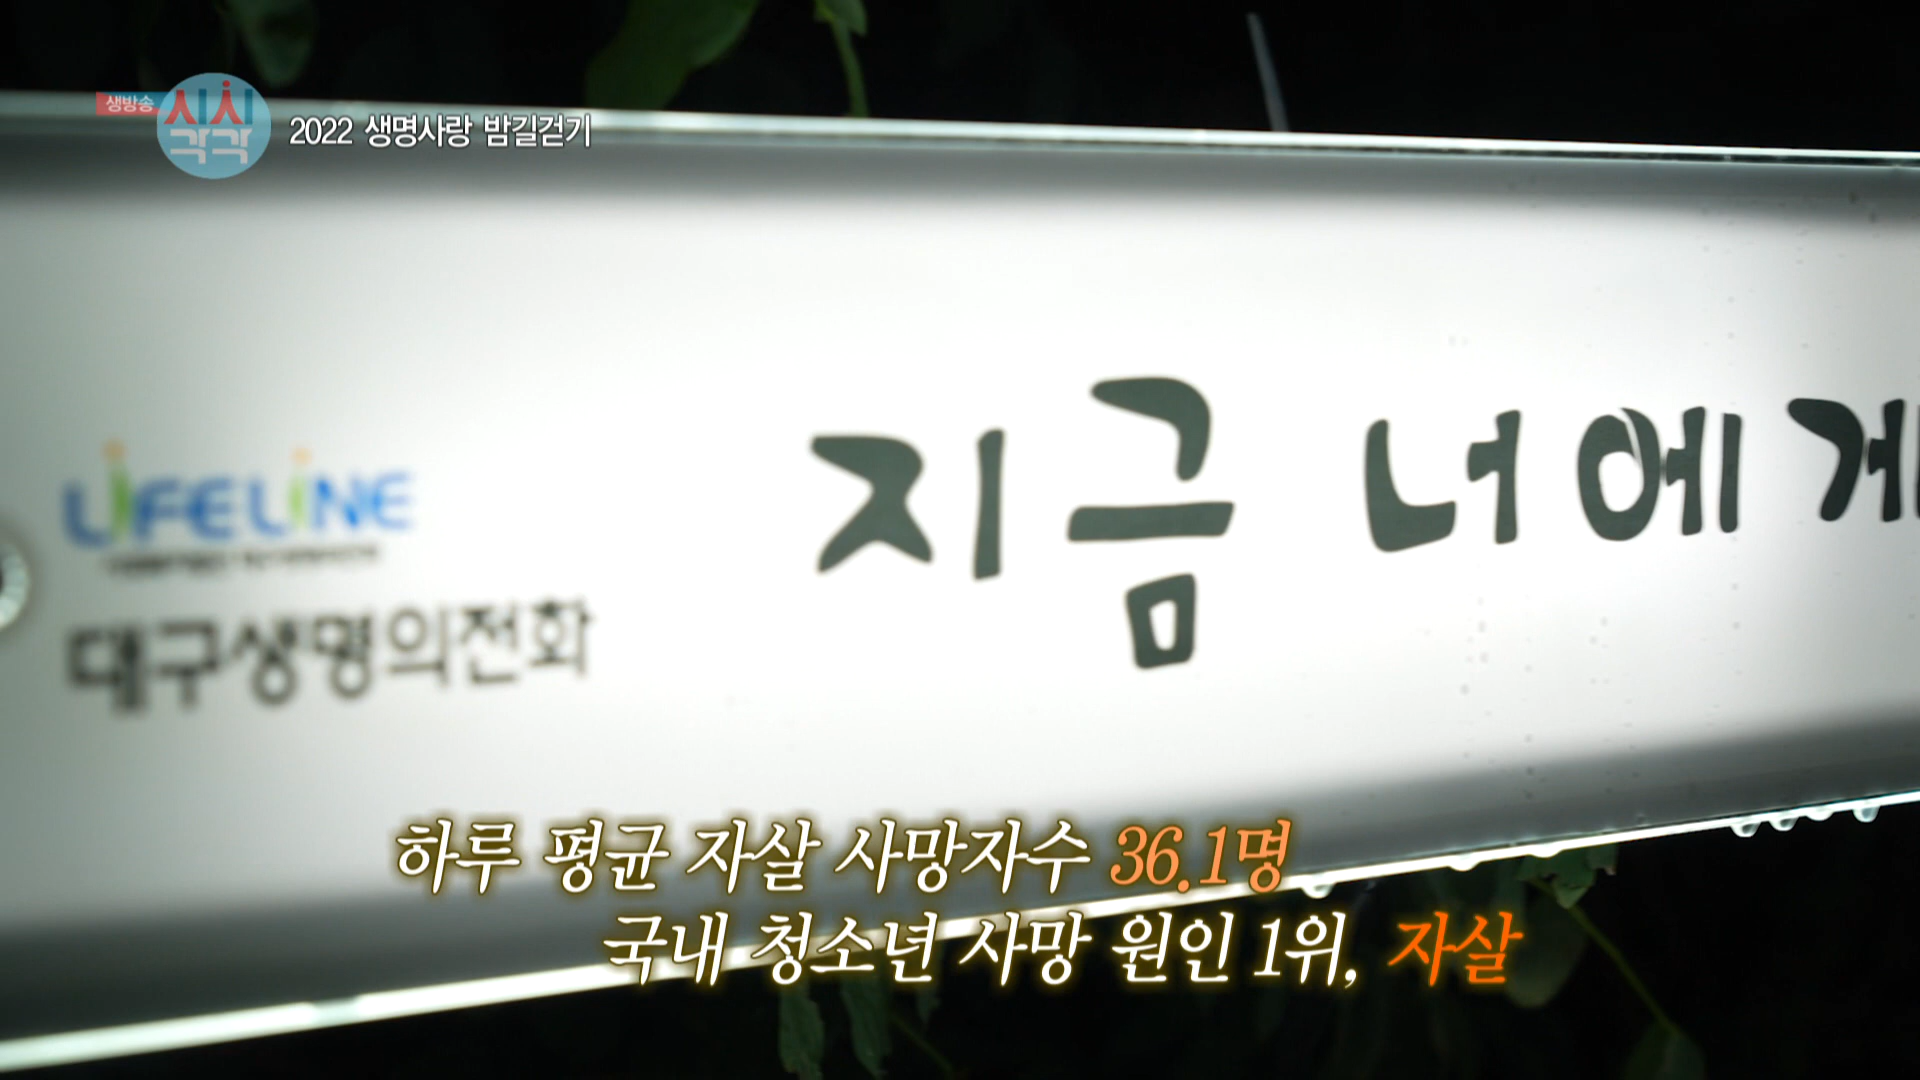 생방송
시시각각
2022 생명사랑 밤길걷기
지금 너에게
LiFELiNE
대구생명의전화
하루 평균 자살 사망자수 36.1명
국내 청소년 사망 원인 1위, 자살